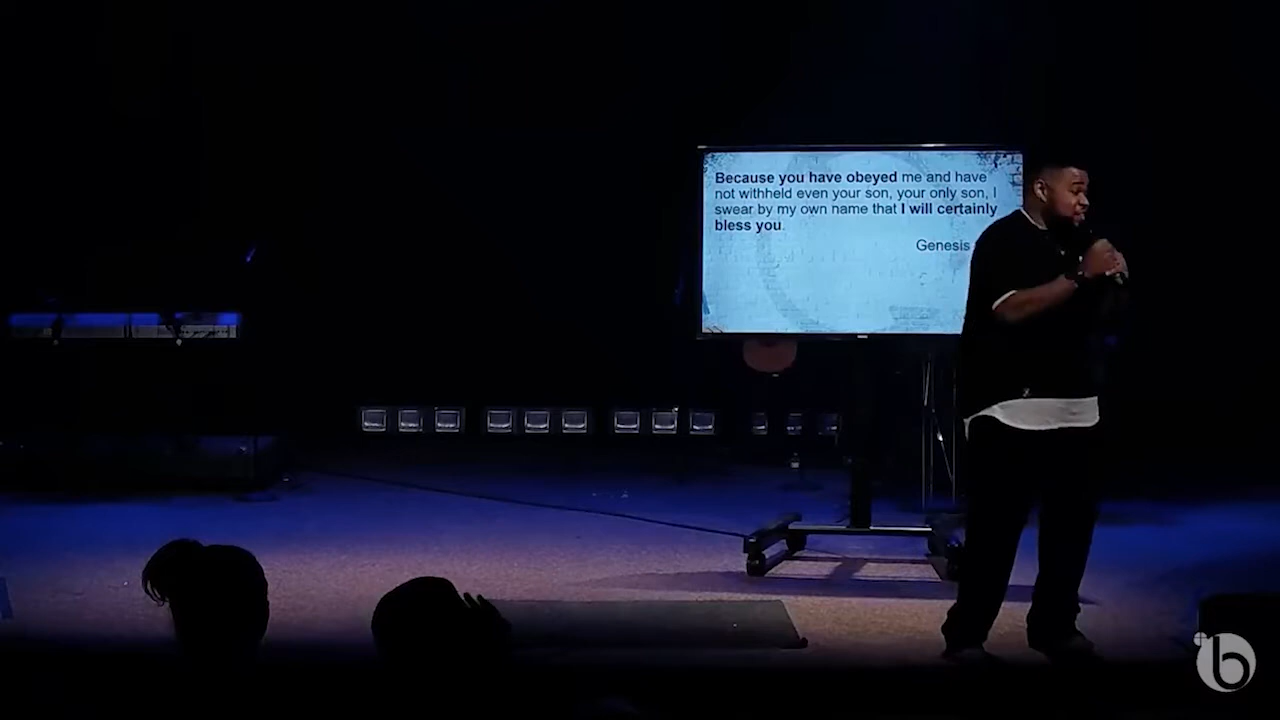 Because you have obeyed me and have
not withheld even your son, your only son, I
swear by my own name that I will certainly
bless you.
Genesis
b